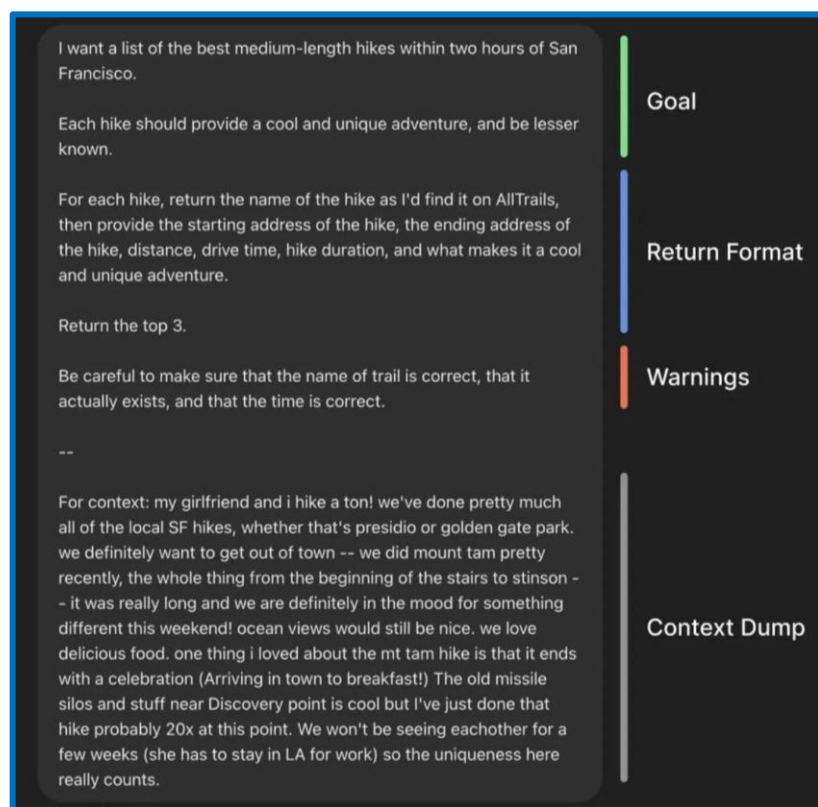 I want a list of the best medium-length hikes within two hours of San
Francisco.
Each hike should provide a cool and unique adventure, and be lesser
known.
For each hike, return the name of the hike as I'd find it on AllTrails,
then provide the starting address of the hike, the ending address of
the hike, distance, drive time, hike duration, and what makes it a cool
and unique adventure.
Return the top 3.
Be careful to make sure that the name of trail is correct, that it
actually exists, and that the time is correct.
--
For context: my girlfriend and i hike a ton! we've done pretty much
all of the local SF hikes, whether that's presidio or golden gate park.
we definitely want to get out of town -- we did mount tam pretty
recently, the whole thing from the beginning of the stairs to stinson -
- it was really long and we are definitely in the mood for something
different this weekend! ocean views would still be nice. we love
delicious food. one thing i loved about the mt tam hike is that it ends
with a celebration (Arriving in town to breakfast!) The old missile
silos and stuff near Discovery point is cool but I've just done that
hike probably 20x at this point. We won't be seeing eachother for a
few weeks (she has to stay in LA for work) so the uniqueness here
really counts.
Goal
Return Format
Warnings
Context Dump